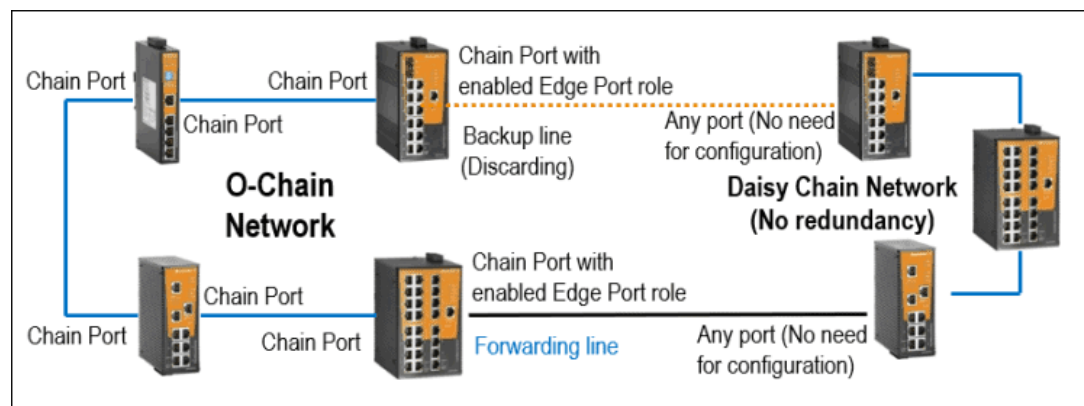 Chain Port
Chain Port
Chain Port with
enabled Edge Port role
Chain Port
Backup line
(Discarding)
Any port (No need
for configuration)
O-Chain
Network
Daisy Chain Network
(No redundancy)
Chain Port with
enabled Edge Port role
Chain Port
Chain Port
Chain Port
Forwarding line
Any port (No need
for configuration)